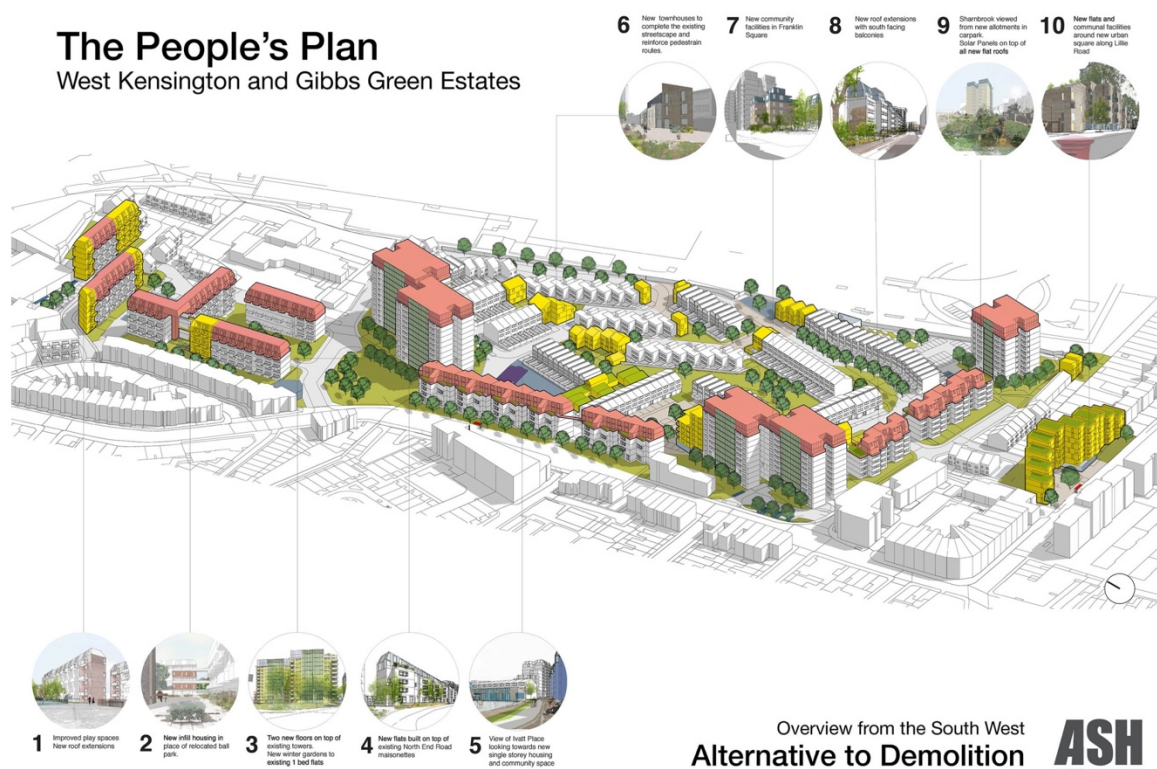 The People's Plan
West Kensington and Gibbs Green Estates
6
New townhouses to
complete the existing
streetscape and
reinforce pedestrain
routes.
7
New community
facilities in Franklin
Square
8
New roof extensions
with south facing
balconies
9
Sharnbrook viewed
from new allotments in
carpark.
Solar Panels on top of
all new flat roofs
10
New flats and
communal facilities
around new urban
square along Lillie
Road
1
Improved play spaces
New roof extensions
2
New infill housing in
place of relocated ball
park.
3
Two new floors on top of
existing towers.
New winter gardens to
existing 1 bed flats
4
New flats built on top of
existing North End Road
maisonettes
5
View of Ivatt Place
looking towards new
single storey housing
and community space
Overview from the South West
Alternative to Demolition
ASH